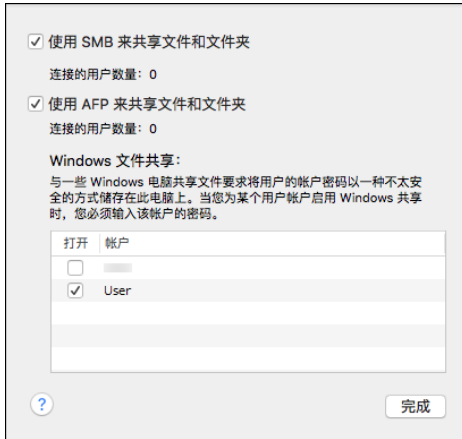 使用 SMB 来共享文件和文件夹
连接的用户数量：0
使用 AFP 来共享文件和文件夹
连接的用户数量：0
Windows 文件共享：
与一些 Windows 电脑共享文件要求将用户的帐户密码以一种不太安
全的方式储存在此电脑上。当您为某个用户帐户启用 Windows 共享
时，您必须输入该帐户的密码。
打开 帐户
User
? 完成